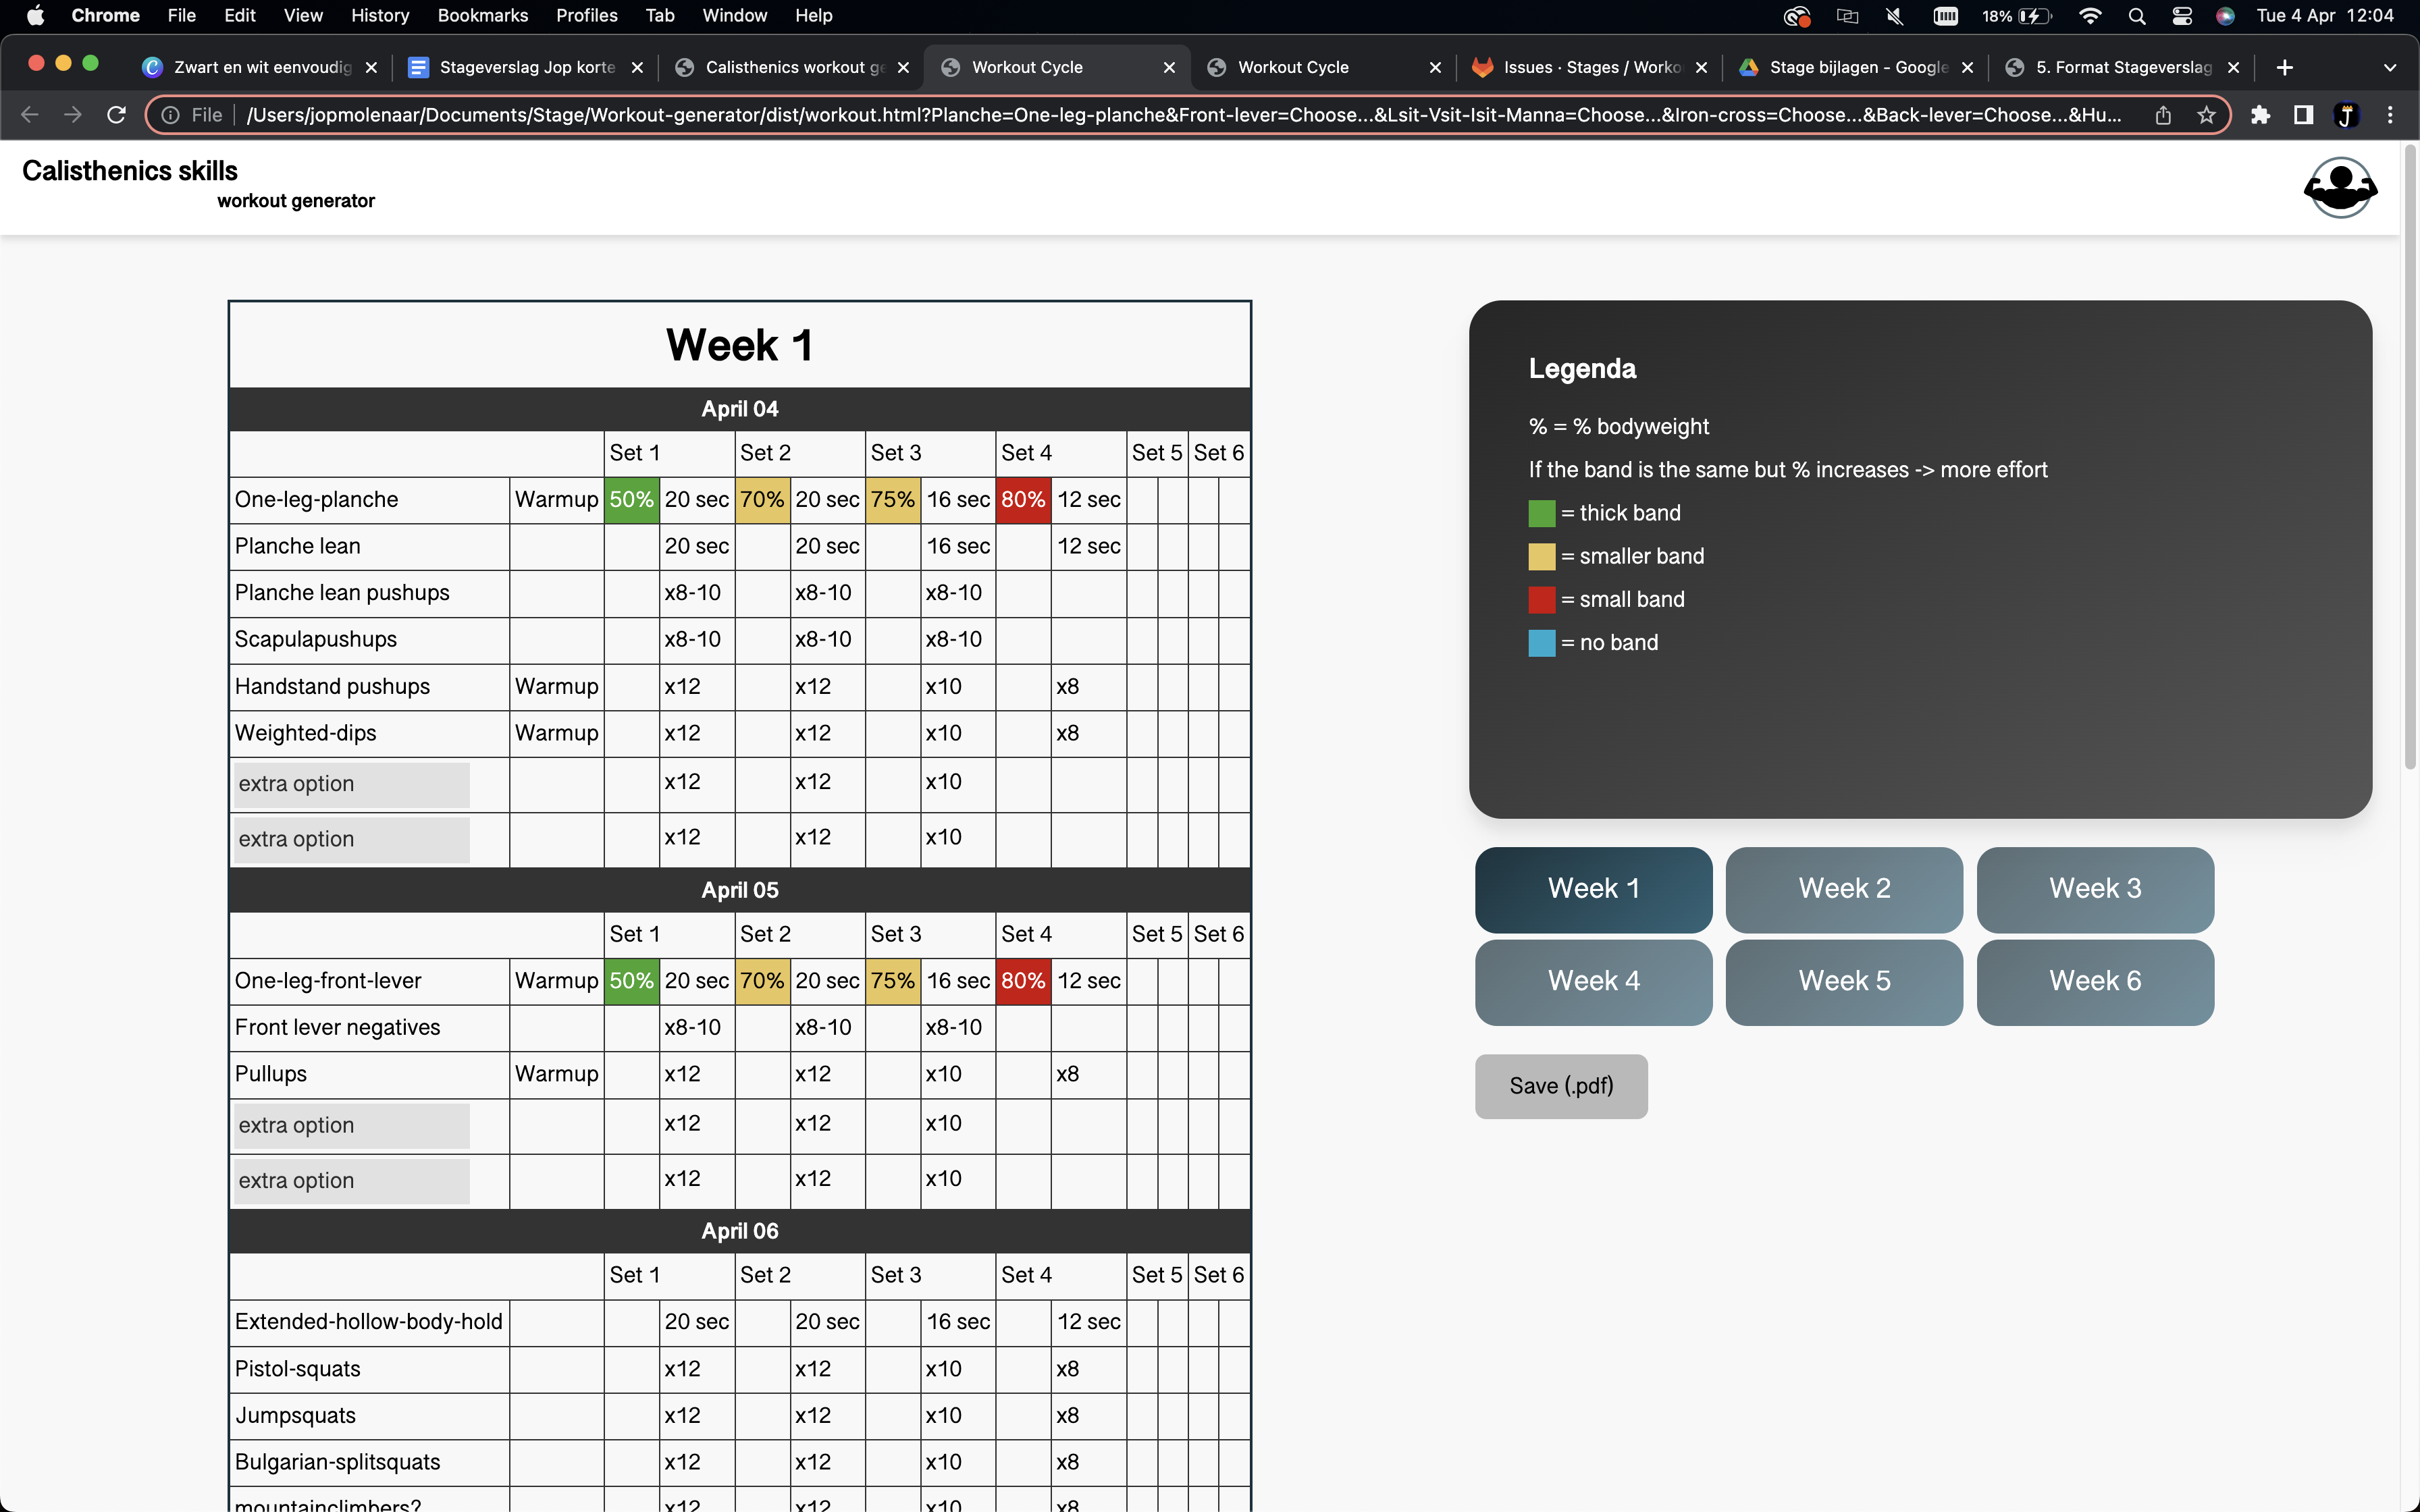 Chrome File Edit View History Bookmarks Profiles Tab Window Help 18% Tue 4 Apr 12:04
Zwart en wit eenvoudig Stageverslag Jop korte Calisthenics workout ge Workout Cycle Workout Cycle Issues · Stages / Worko Stage bijlagen - Google 5. Format Stageverslag
File /Users/jopmolenaar/Documents/Stage/Workout-generator/dist/workout.html?Planche=One-leg-planche&Front-lever=Choose...&Lsit-Vsit-Isit-Manna=Choose...&Iron-cross=Choose...&Back-lever=Choose...&Hu...
Calisthenics skills
workout generator
Week 1
April 04
Set 1 Set 2 Set 3 Set 4 Set 5 Set 6
One-leg-planche Warmup 50% 20 sec 70% 20 sec 75% 16 sec 80% 12 sec
Planche lean 20 sec 20 sec 16 sec 12 sec
Planche lean pushups x8-10 x8-10 x8-10
Scapulapushups x8-10 x8-10 x8-10
Handstand pushups Warmup x12 x12 x10 x8
Weighted-dips Warmup x12 x12 x10 x8
extra option x12 x12 x10
extra option x12 x12 x10
April 05
Set 1 Set 2 Set 3 Set 4 Set 5 Set 6
One-leg-front-lever Warmup 50% 20 sec 70% 20 sec 75% 16 sec 80% 12 sec
Front lever negatives x8-10 x8-10 x8-10
Pullups Warmup x12 x12 x10 x8
extra option x12 x12 x10
extra option x12 x12 x10
April 06
Set 1 Set 2 Set 3 Set 4 Set 5 Set 6
Extended-hollow-body-hold 20 sec 20 sec 16 sec 12 sec
Pistol-squats x12 x12 x10 x8
Jumpsquats x12 x12 x10 x8
Bulgarian-splitsquats x12 x12 x10 x8
mountainclimbers? x12 x12 x10 x8
Legenda
% = % bodyweight
If the band is the same but % increases -> more effort
= thick band
= smaller band
= small band
= no band
Week 1 Week 2 Week 3
Week 4 Week 5 Week 6
Save (.pdf)